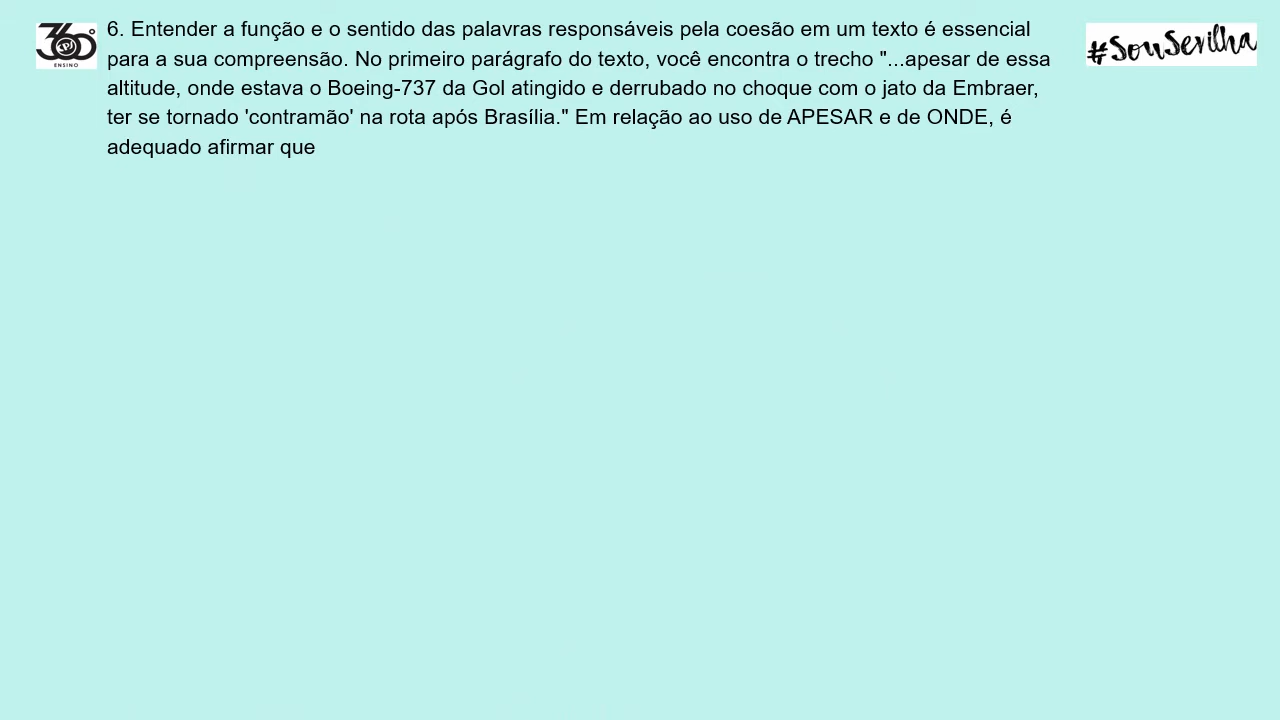 360°
ENSINO
6. Entender a função e o sentido das palavras responsáveis pela coesão em um texto é essencial
para a sua compreensão. No primeiro parágrafo do texto, você encontra o trecho "...apesar de essa
altitude, onde estava o Boeing-737 da Gol atingido e derrubado no choque com o jato da Embraer,
ter se tornado 'contramão' na rota após Brasília." Em relação ao uso de APESAR e de ONDE, é
adequado afirmar que
#SouSevilha